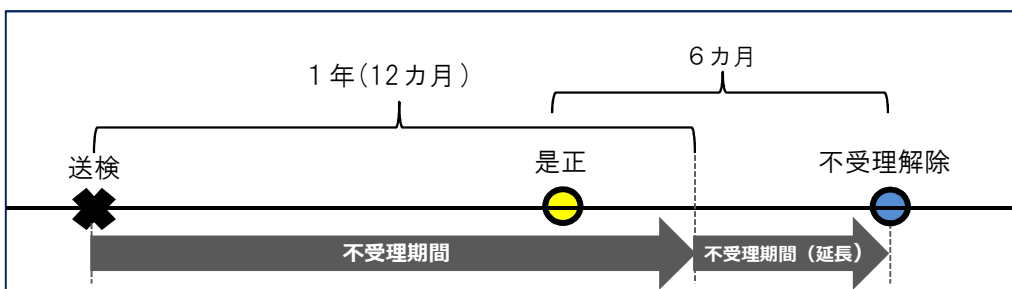 6カ月
1年(12カ月)
送検
是正
不受理解除
不受理期間
不受理期間（延長）